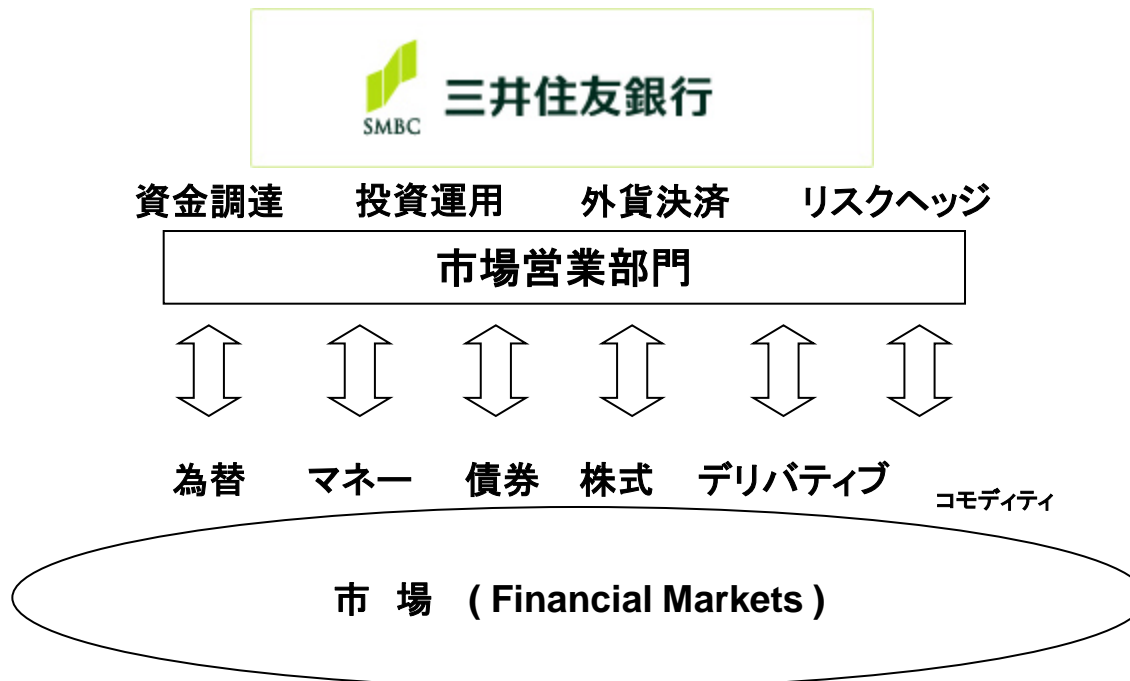 三井住友銀行
SMBC
資金調達 投資運用 外貨決済 リスクヘッジ
市場営業部門
為替 マネー 債券 株式 デリバティブ コモディティ
市 場 ( Financial Markets )